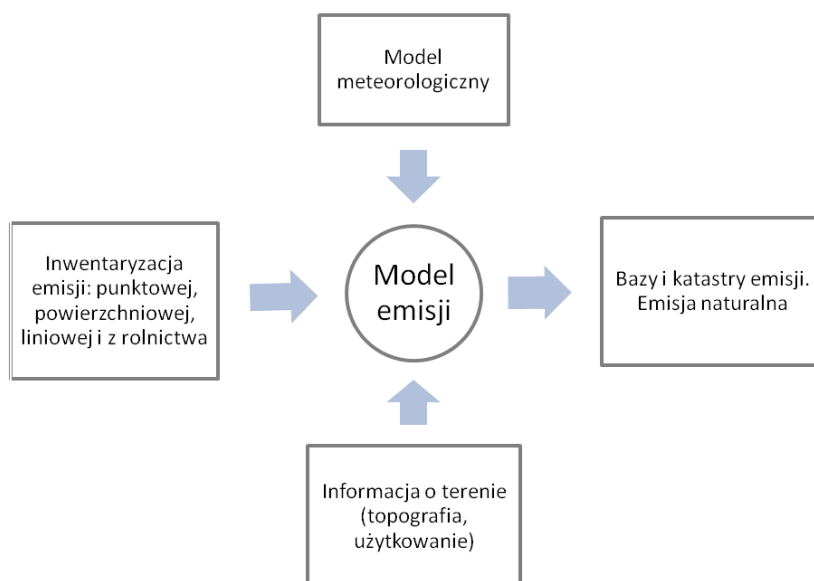 Model
meteorologiczny
Inwentaryzacja
emisji: punktowej,
powierzchniowej,
liniowej i z rolnictwa
Model
emisji
Bazy i katastry emisji.
Emisja naturalna
Informacja o terenie
(topografia,
użytkowanie)